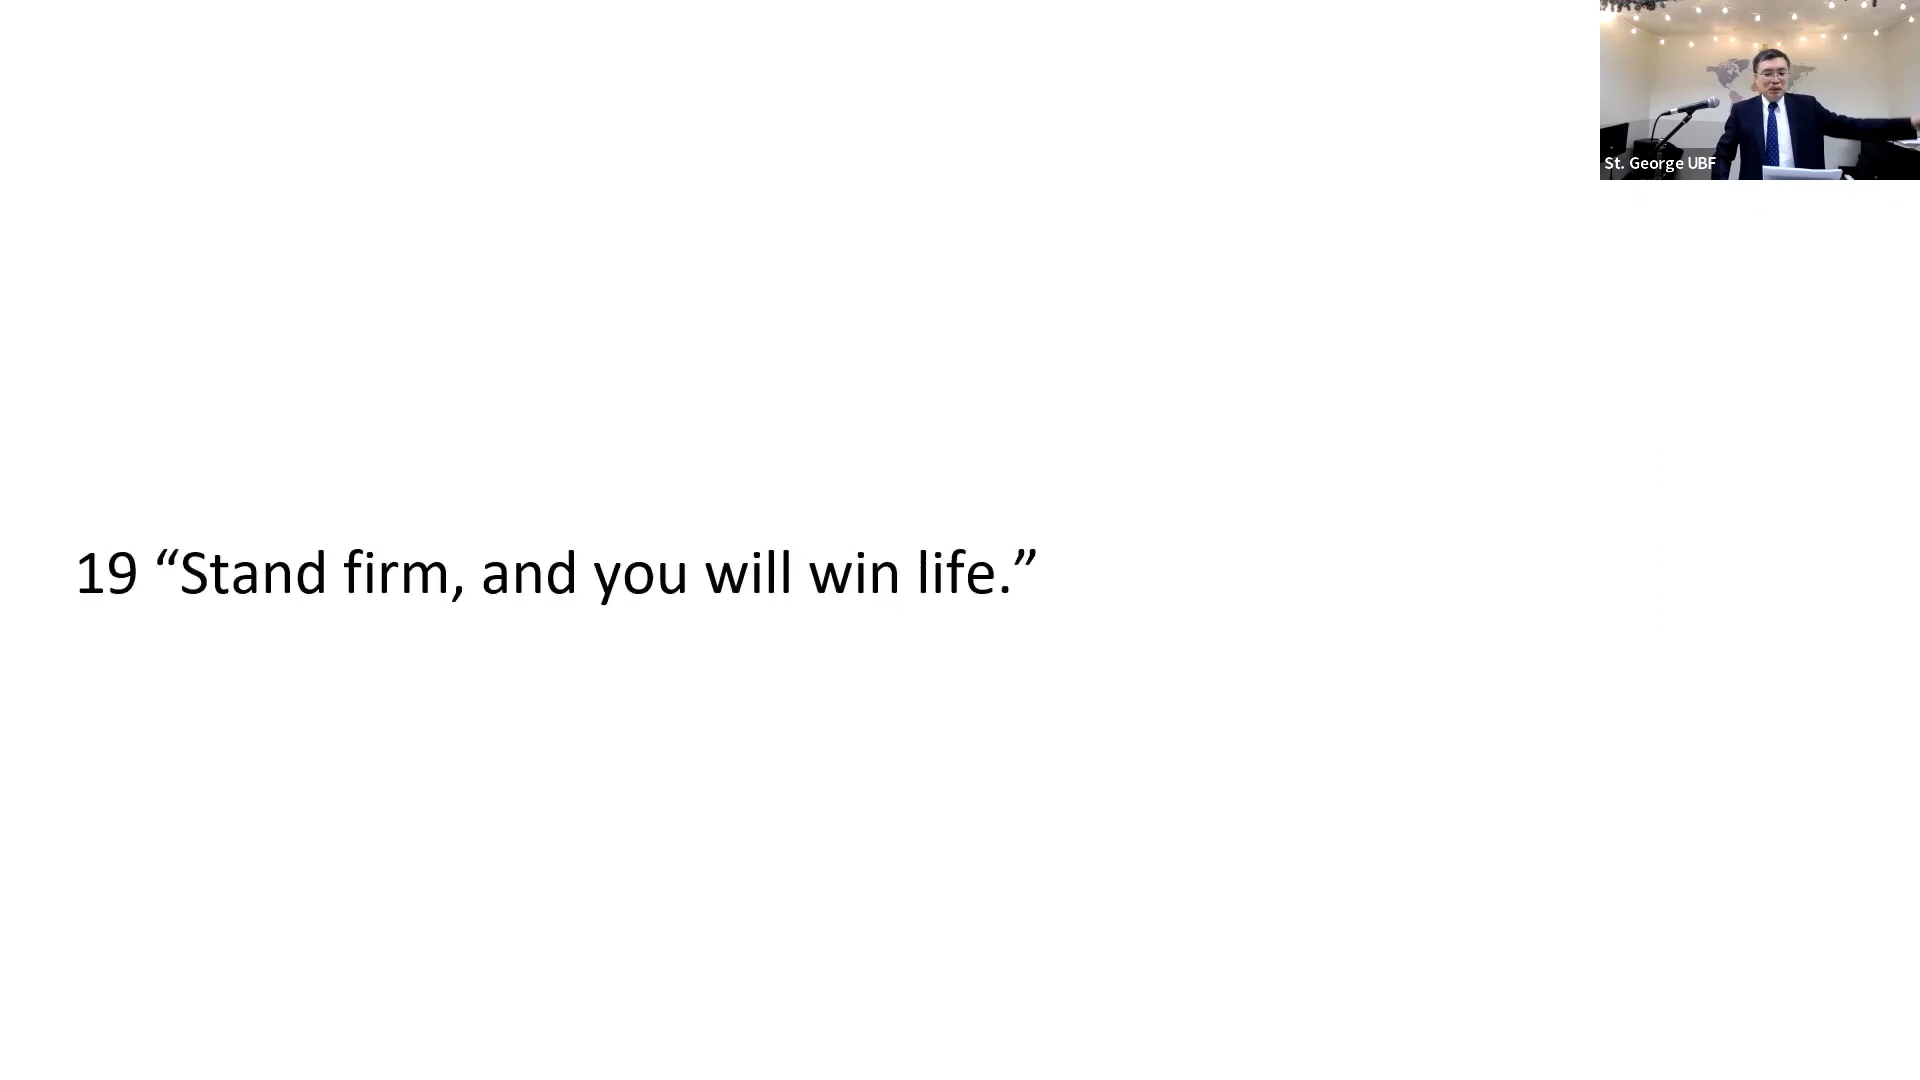 St. George UBF
19 “Stand firm, and you will win life.”